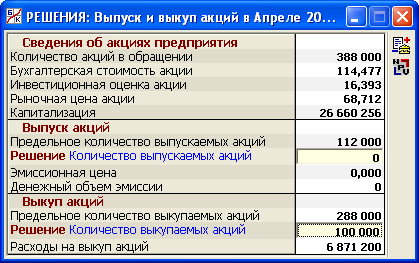 РЕШЕНИЯ: Выпуск и выкуп акций в Апреле 20...
Сведения об акциях предприятия
Количество акций в обращении 388 000
Бухгалтерская стоимость акции 114,477
Инвестиционная оценка акции 16,393
Рыночная цена акции 68,712
Капитализация 26 660 256
Выпуск акций
Предельное количество выпускаемых акций 112 000
Решение Количество выпускаемых акций 0
Эмиссионная цена 0,000
Денежный объем эмиссии 0
Выкуп акций
Предельное количество выкупаемых акций 288 000
Решение Количество выкупаемых акций 100 000
Расходы на выкуп акций 6 871 200